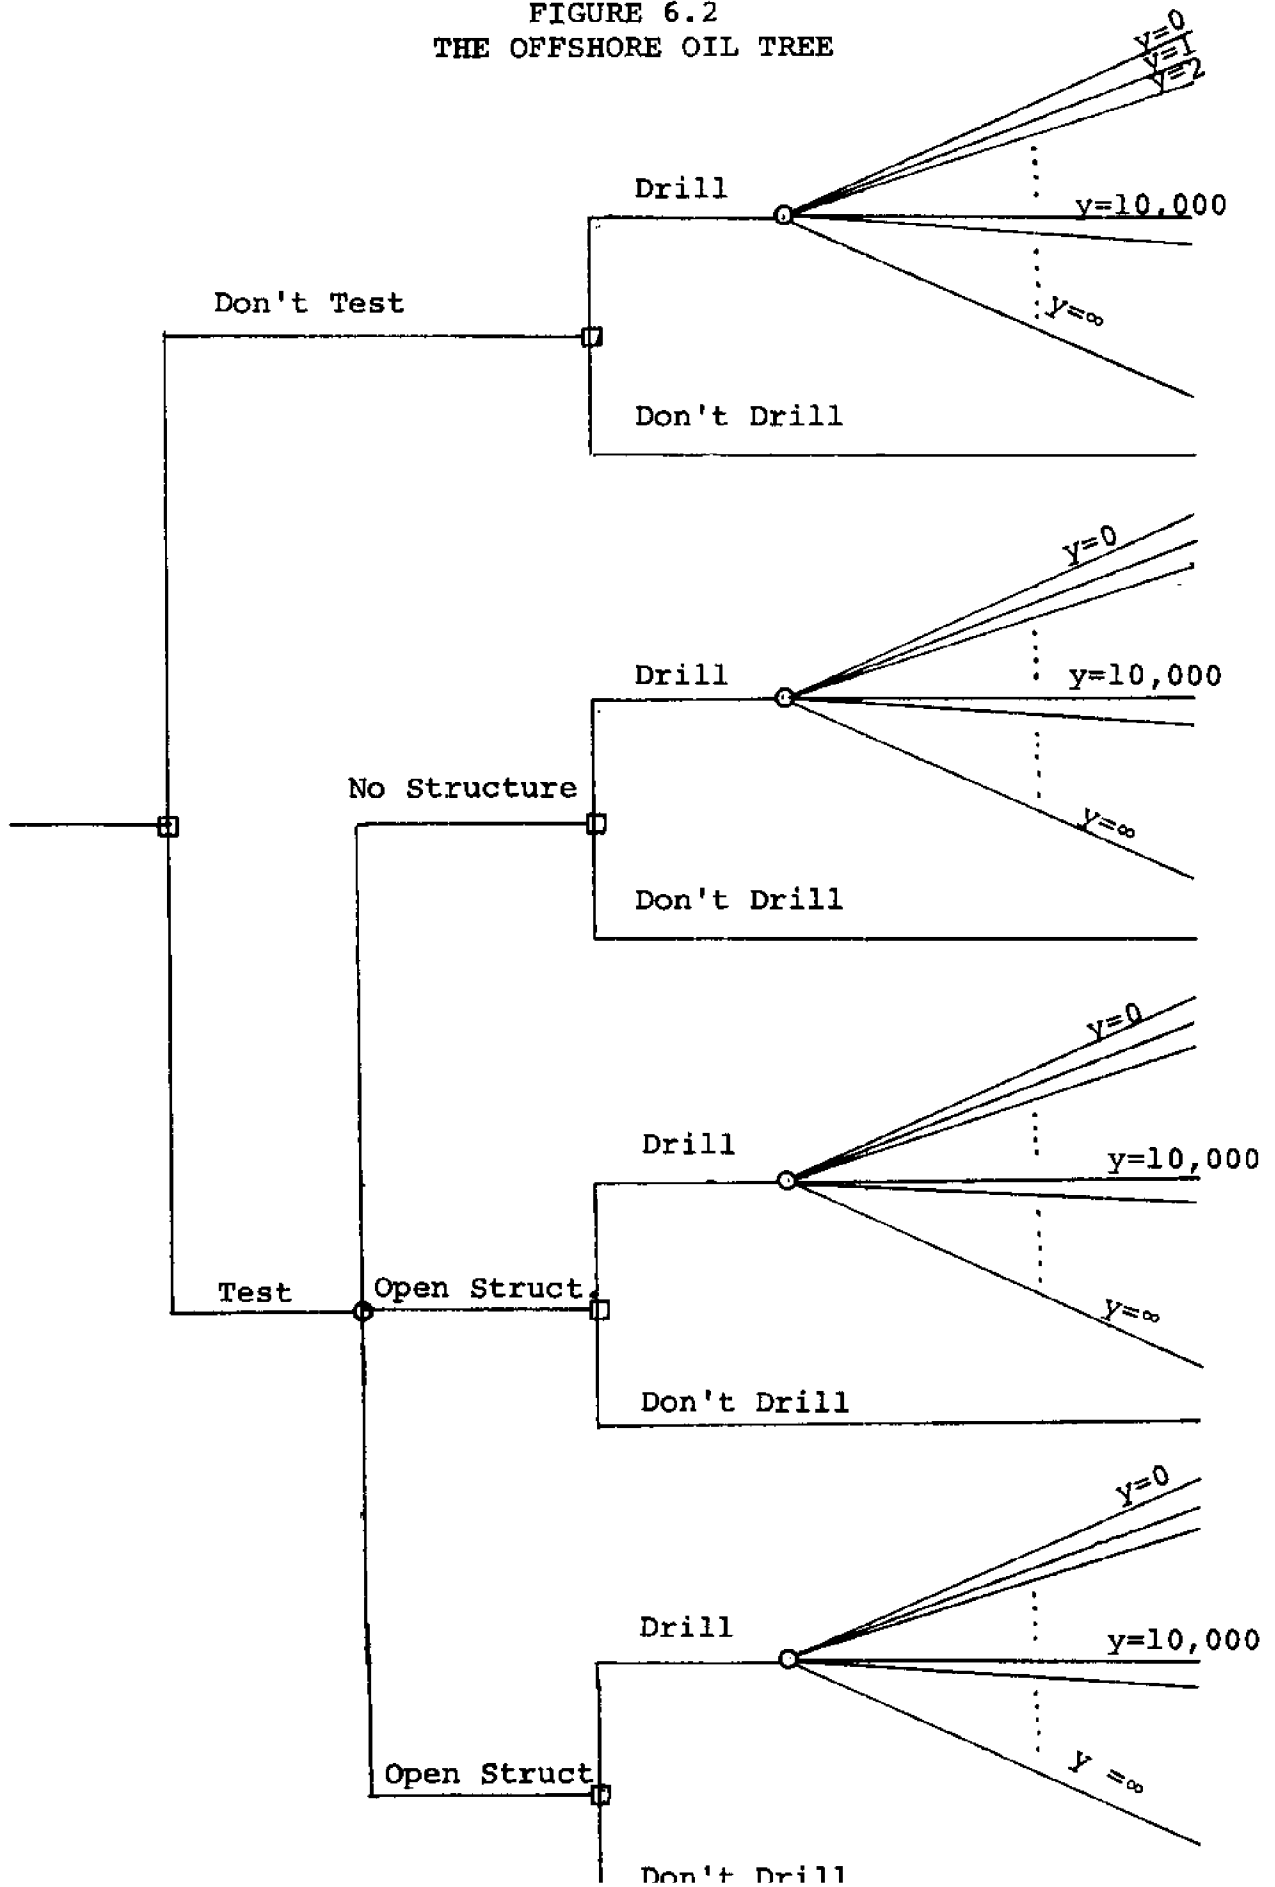 FIGURE 6.2
THE OFFSHORE OIL TREE
y=0
y=1
y=2
Drill
y=10,000
Don't Test
y=∞
Don't Drill
y=0
Drill
y=10,000
No Structure
y=∞
Don't Drill
y=0
Drill
y=10,000
Test
Open Struct.
y=∞
Don't Drill
y=0
Drill
y=10,000
y =∞
Open Struct
Don't Drill